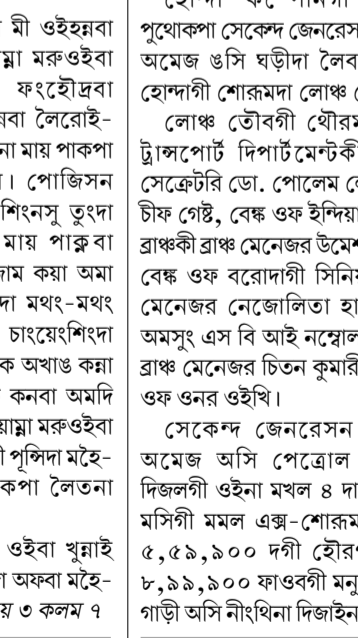 মী ওইহন্নবা
ম্না মরুওইবা
ফংহৌদ্রবা
লৈরোই-
না মায় পাকপা
। পোজিসন
শিংনসু তুংদা
মায় পাক্নবা
কয়া অমা
দা মথং-মথং
চাংয়েংশিংদা
ক অখাঙ কন্না
কনবা অমদি
য়াম্না মরুওইবা
পূন্সিদা মহৈ-
কপা লৈতনা
ওইবা খুন্নাই
অফবা মহৈ-
য় ৩ কলম ৭
পুথোকপা সেকেন্দ জেনরেস
অমেজ ঙসি ঘড়ীদা লৈব
হোন্দাগী শোরূমদা লোঞ্চ
লোঞ্চ তৌবগী থৌরম
ট্রান্সপোর্ট দিপার্টমেন্টকী
সেক্রেটরি ডো. পোলেম
চীফ গেষ্ট, বেঙ্ক ওফ ইন্দিয়া
ব্রাঞ্চকী ব্রাঞ্চ মেনেজর উমেশ
বেঙ্ক ওফ বরোদাগী সিনি
মেনেজর নেজোলিতা হা
অমসুং এস বি আই নম্বোল
ব্রাঞ্চ মেনেজর চিতন কুমারী
ওফ ওনর ওইখি।
সেকেন্দ জেনরেসন
অমেজ অসি পেত্রোল
দিজলগী ওইনা মখল ৪ দা
মসিগী মমল এক্স-শোরূম
৫,৫৯,৯০০ দগী হৌর
৮,৯৯,৯০০ ফাওবগী মনু
গাড়ী অসি নীংথিনা দিজাইন